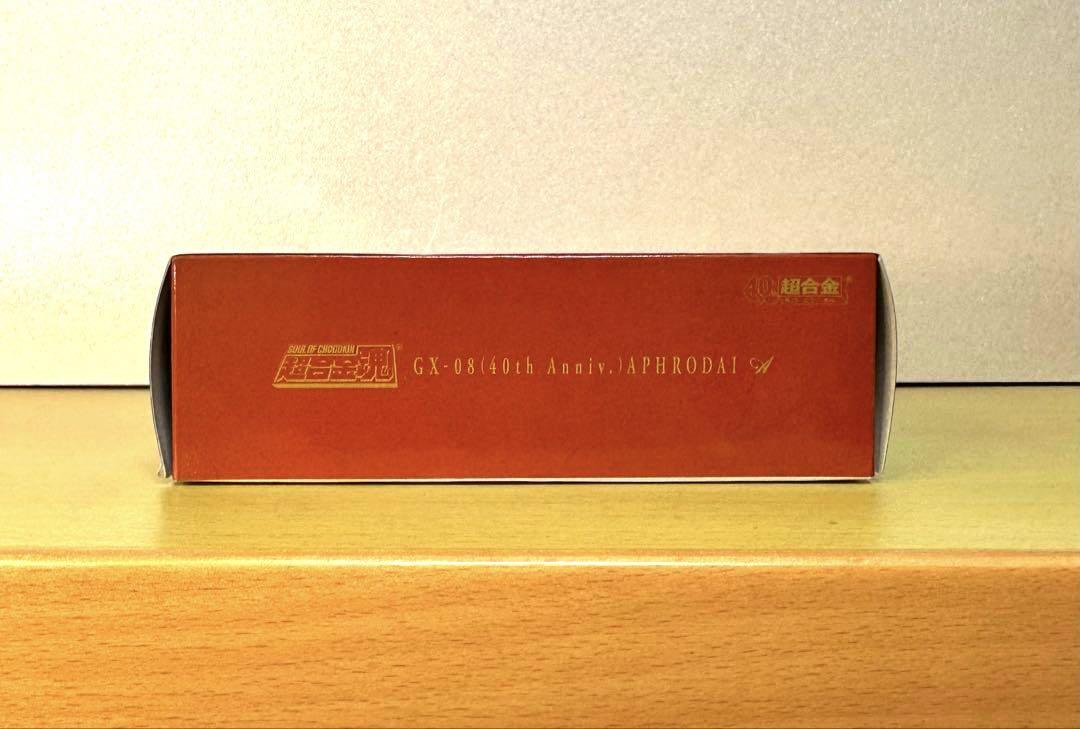 40th 超合金
SOUL OF CHOGOKIN
超合金魂®
GX-08(40th Anniv.)APHRODAI A